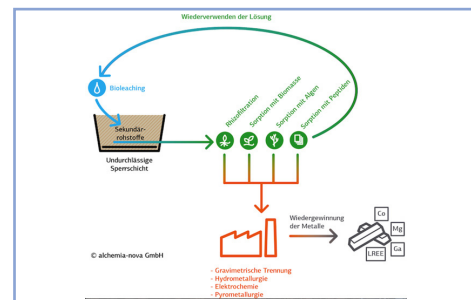 Wiederverwenden der Lösung
Bioleaching
Rhizofiltration
Sorption mit Biomasse
Sorption mit Algen
Sorption mit Peptiden
Sekundär-
rohstoffe
Undurchlässige
Sperrschicht
Wiedergewinnung
der Metalle
Co
Mg
Ga
LREE
© alchemia-nova GmbH
- Gravimetrische Trennung
- Hydrometallurgie
- Elektrochemie
- Pyrometallurgie